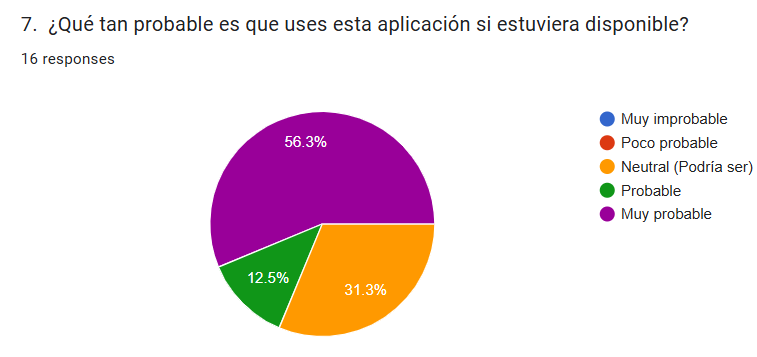 7. ¿Qué tan probable es que uses esta aplicación si estuviera disponible?
16 responses
56.3%
12.5%
31.3%
Muy improbable
Poco probable
Neutral (Podría ser)
Probable
Muy probable